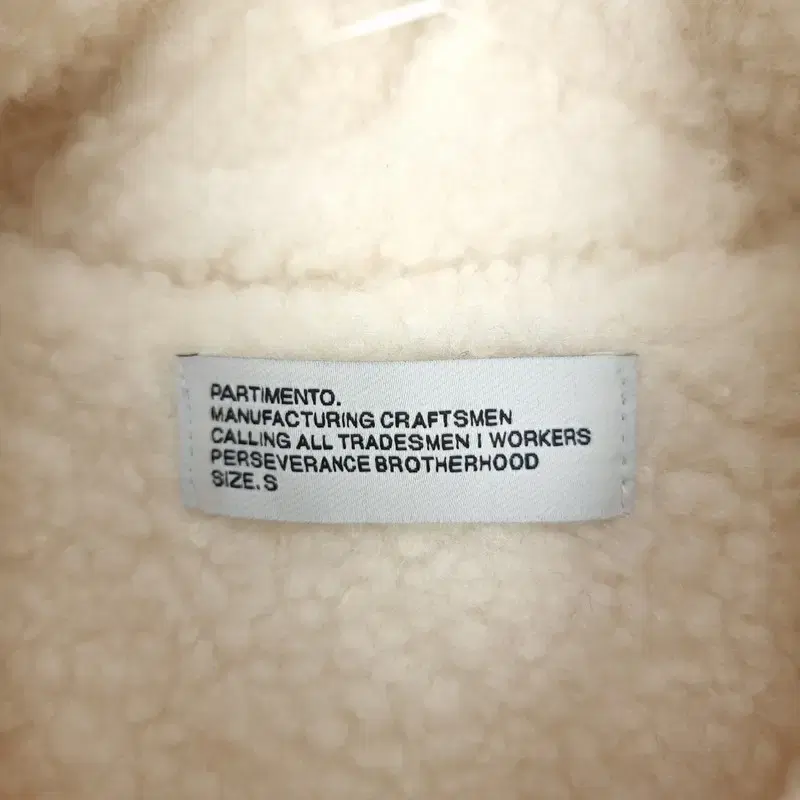 PARTIMENTO.
MANUFACTURING CRAFTSMEN
CALLING ALL TRADESMEN I WORKERS
PERSEVERANCE BROTHERHOOD
SIZE.S